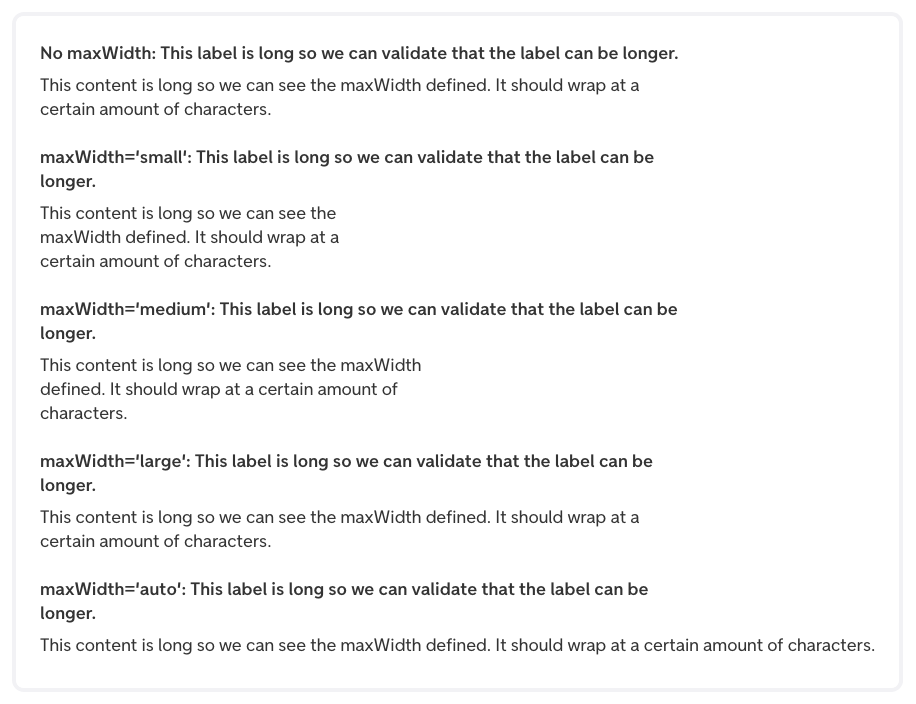 No maxWidth: This label is long so we can validate that the label can be longer.
This content is long so we can see the maxWidth defined. It should wrap at a
certain amount of characters.
maxWidth='small': This label is long so we can validate that the label can be
longer.
This content is long so we can see the
maxWidth defined. It should wrap at a
certain amount of characters.
maxWidth='medium': This label is long so we can validate that the label can be
longer.
This content is long so we can see the maxWidth
defined. It should wrap at a certain amount of
characters.
maxWidth='large': This label is long so we can validate that the label can be
longer.
This content is long so we can see the maxWidth defined. It should wrap at a
certain amount of characters.
maxWidth='auto': This label is long so we can validate that the label can be
longer.
This content is long so we can see the maxWidth defined. It should wrap at a certain amount of characters.